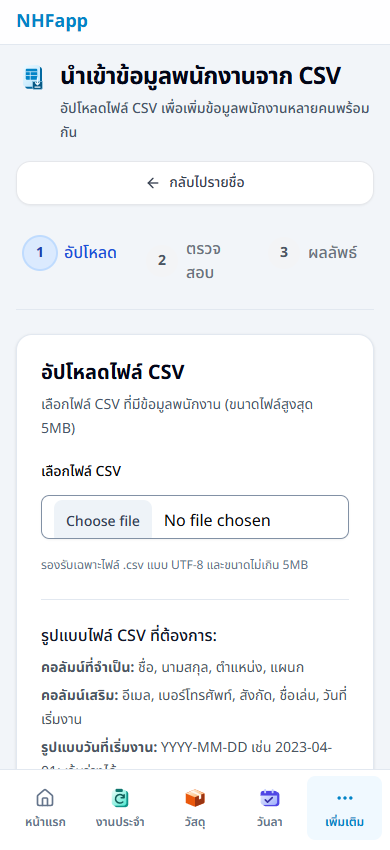 NHFapp
นำเข้าข้อมูลพนักงานจาก CSV
อัปโหลดไฟล์ CSV เพื่อเพิ่มข้อมูลพนักงานหลายคนพร้อม
กัน
← กลับไปรายชื่อ
1 อัปโหลด
2 ตรวจ
สอบ
3 ผลลัพธ์
อัปโหลดไฟล์ CSV
เลือกไฟล์ CSV ที่มีข้อมูลพนักงาน (ขนาดไฟล์สูงสุด
5MB)
เลือกไฟล์ CSV
Choose file No file chosen
รองรับเฉพาะไฟล์ .csv แบบ UTF-8 และขนาดไม่เกิน 5MB
รูปแบบไฟล์ CSV ที่ต้องการ:
คอลัมน์ที่จำเป็น: ชื่อ, นามสกุล, ตำแหน่ง, แผนก
คอลัมน์เสริม: อีเมล, เบอร์โทรศัพท์, สังกัด, ชื่อเล่น, วันที่
เริ่มงาน
รูปแบบวันที่เริ่มงาน: YYYY-MM-DD เช่น 2023-04-
หน้าแรก
งานประจำ
วัสดุ
วันลา
เพิ่มเติม